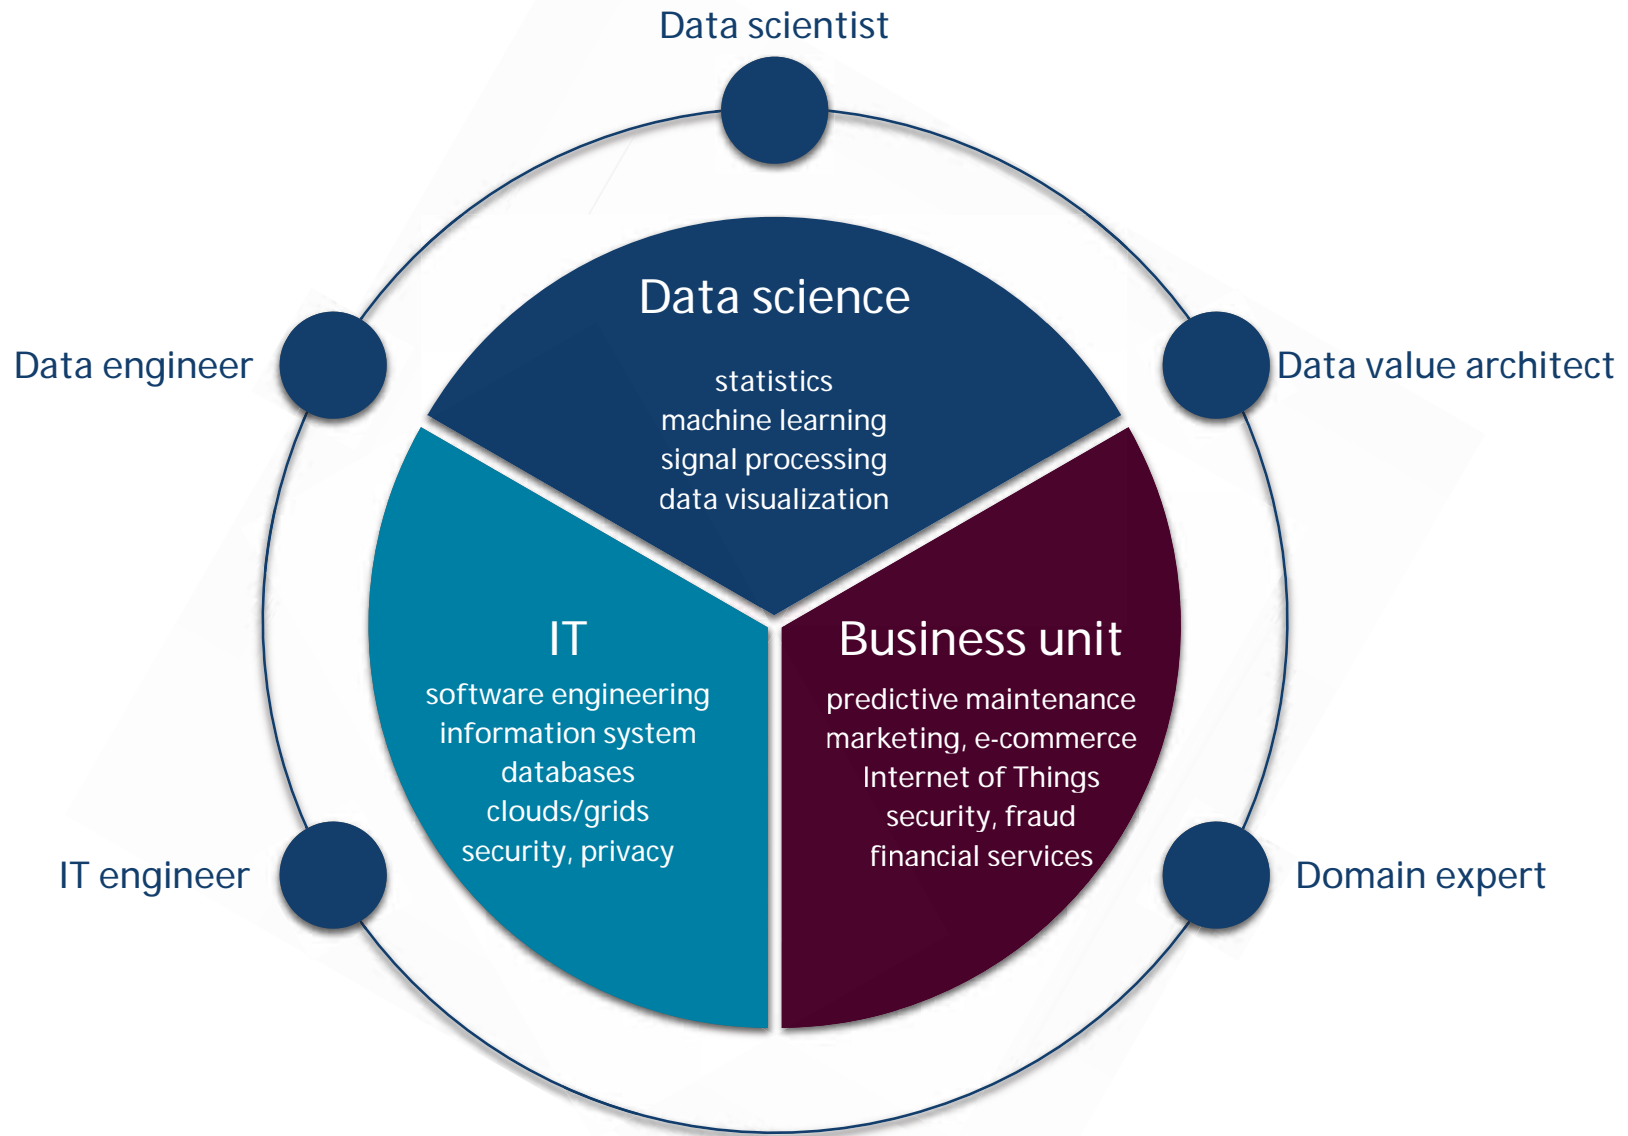 Data scientist
Data engineer
Data value architect
Data science
statistics
machine learning
signal processing
data visualization
IT
software engineering
information system
databases
clouds/grids
security, privacy
Business unit
predictive maintenance
marketing, e-commerce
Internet of Things
security, fraud
financial services
IT engineer
Domain expert